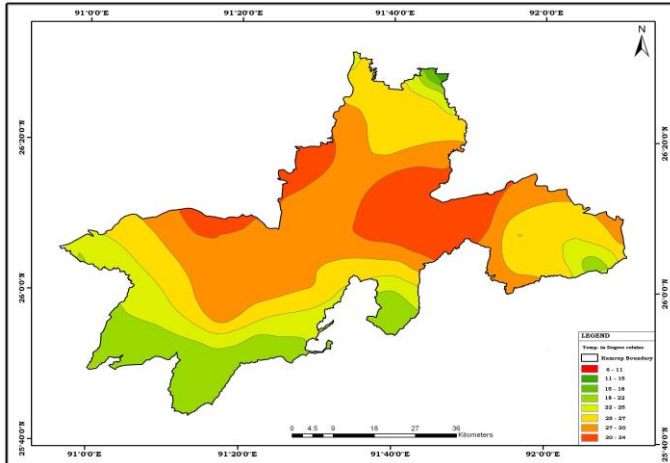 91°0'0"E 91°20'0"E 91°40'0"E 92°0'0"E
N
26°20'0"N 26°20'0"N
26°0'0"N 26°0'0"N
25°40'0"N 25°40'0"N
LEGEND
Temp. in Degree celsius
Kamrup Boundary
6 - 11
11 - 15
15 - 18
18 - 22
22 - 25
25 - 27
27 - 30
30 - 34
0 4.5 9 18 27 36
Kilometers
91°0'0"E 91°20'0"E 91°40'0"E 92°0'0"E